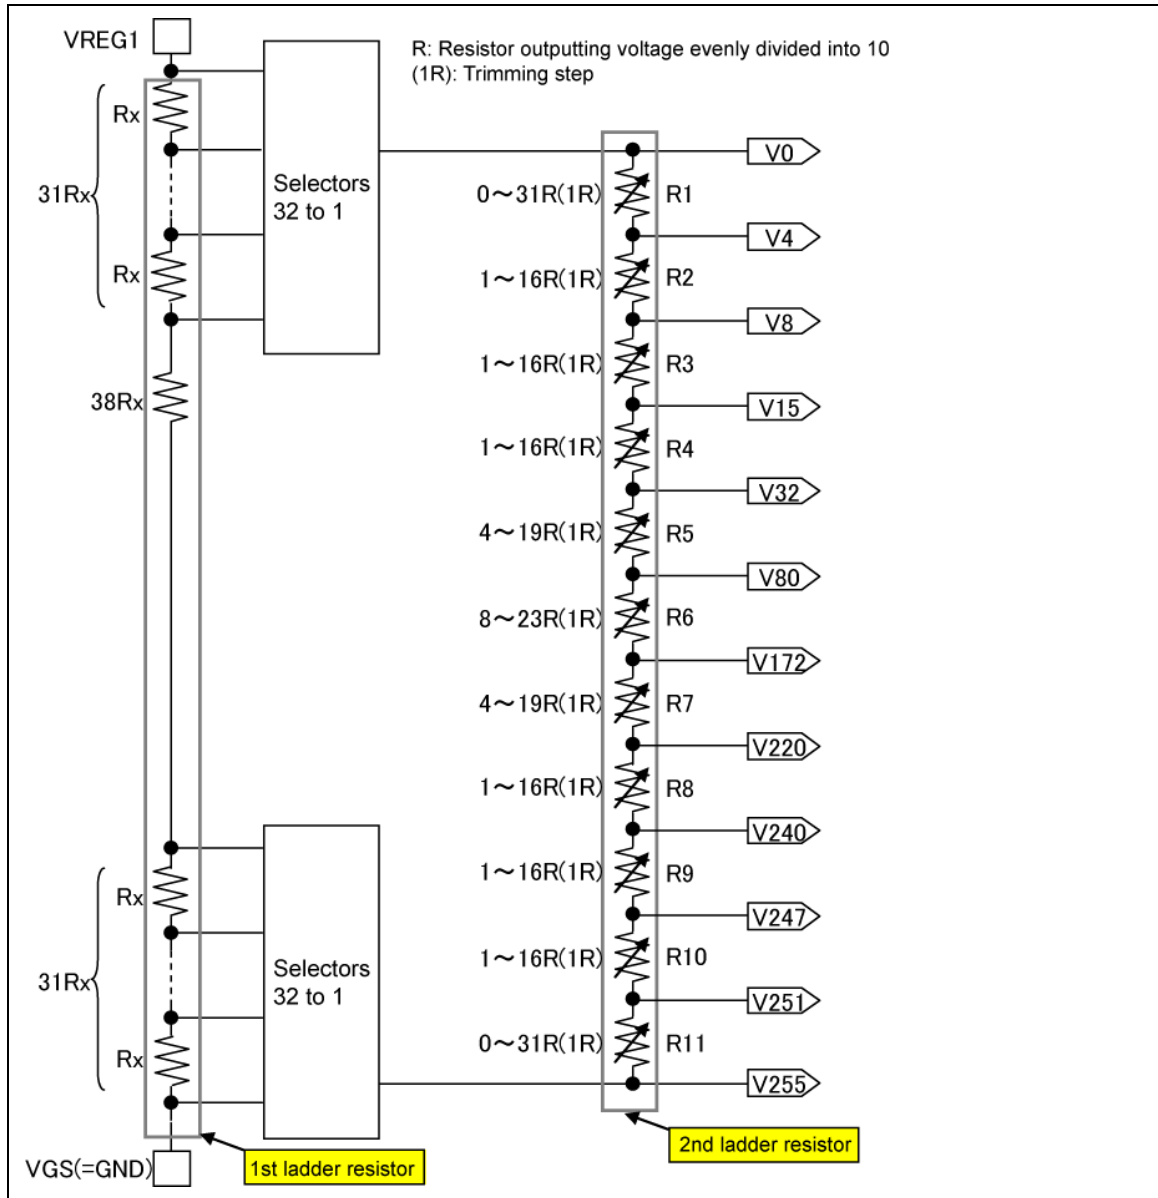 VREG1
R: Resistor outputting voltage evenly divided into 10
(1R): Trimming step
Rx
31Rx
Rx
Selectors
32 to 1
38Rx
V0
0～31R(1R)
R1
V4
1～16R(1R)
R2
V8
1～16R(1R)
R3
V15
1～16R(1R)
R4
V32
4～19R(1R)
R5
V80
8～23R(1R)
R6
V172
4～19R(1R)
R7
V220
1～16R(1R)
R8
V240
1～16R(1R)
R9
V247
1～16R(1R)
R10
V251
0～31R(1R)
R11
V255
Rx
31Rx
Rx
Selectors
32 to 1
VGS(=GND)
1st ladder resistor
2nd ladder resistor